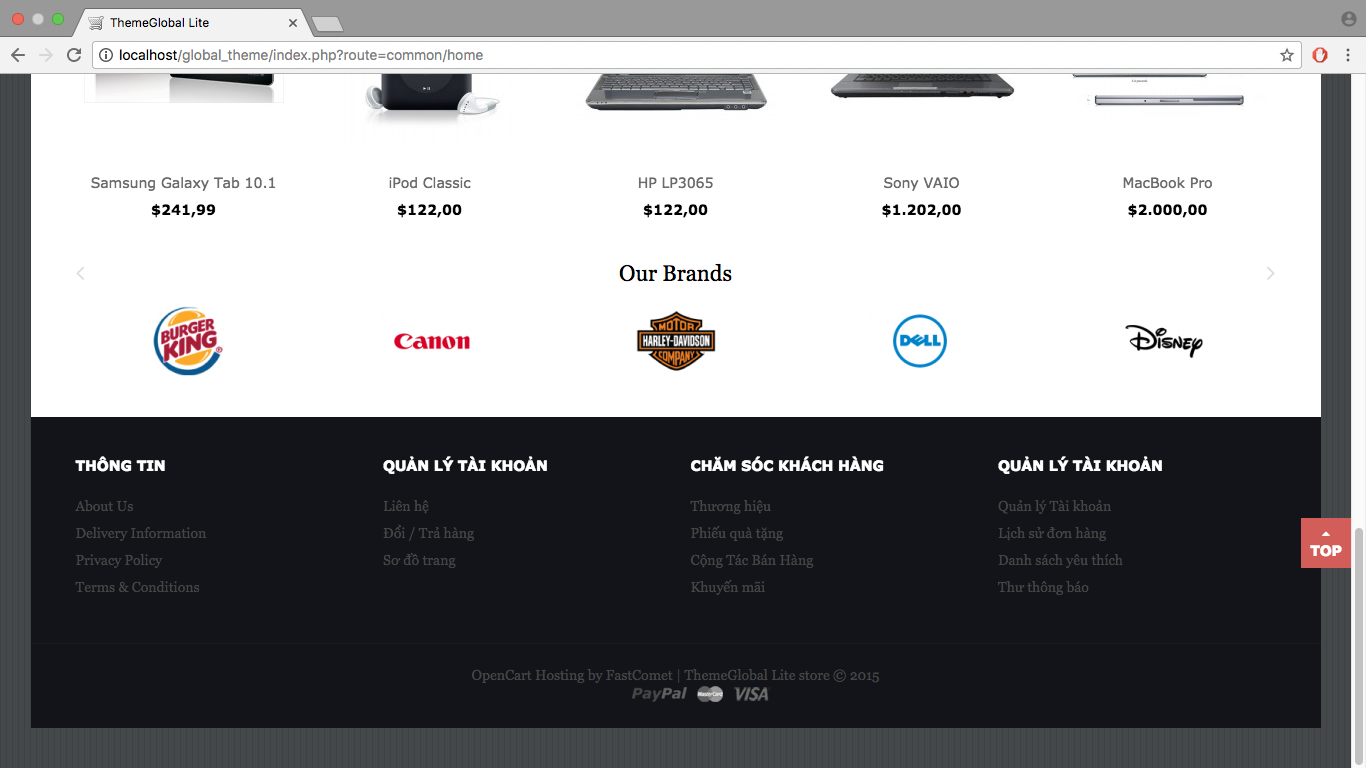 ThemeGlobal Lite
localhost/global_theme/index.php?route=common/home
Samsung Galaxy Tab 10.1
$241,99
iPod Classic
$122,00
HP LP3065
$122,00
Sony VAIO
$1.202,00
MacBook Pro
$2.000,00
Our Brands
BURGER KING
Canon
MOTOR HARLEY-DAVIDSON COMPANY
DELL
Disney
THÔNG TIN
About Us
Delivery Information
Privacy Policy
Terms & Conditions
QUẢN LÝ TÀI KHOẢN
Liên hệ
Đổi / Trả hàng
Sơ đồ trang
CHĂM SÓC KHÁCH HÀNG
Thương hiệu
Phiếu quà tặng
Cộng Tác Bán Hàng
Khuyến mãi
QUẢN LÝ TÀI KHOẢN
Quản lý Tài khoản
Lịch sử đơn hàng
Danh sách yêu thích
Thư thông báo
TOP
OpenCart Hosting by FastComet | ThemeGlobal Lite store © 2015
PayPal MasterCard VISA